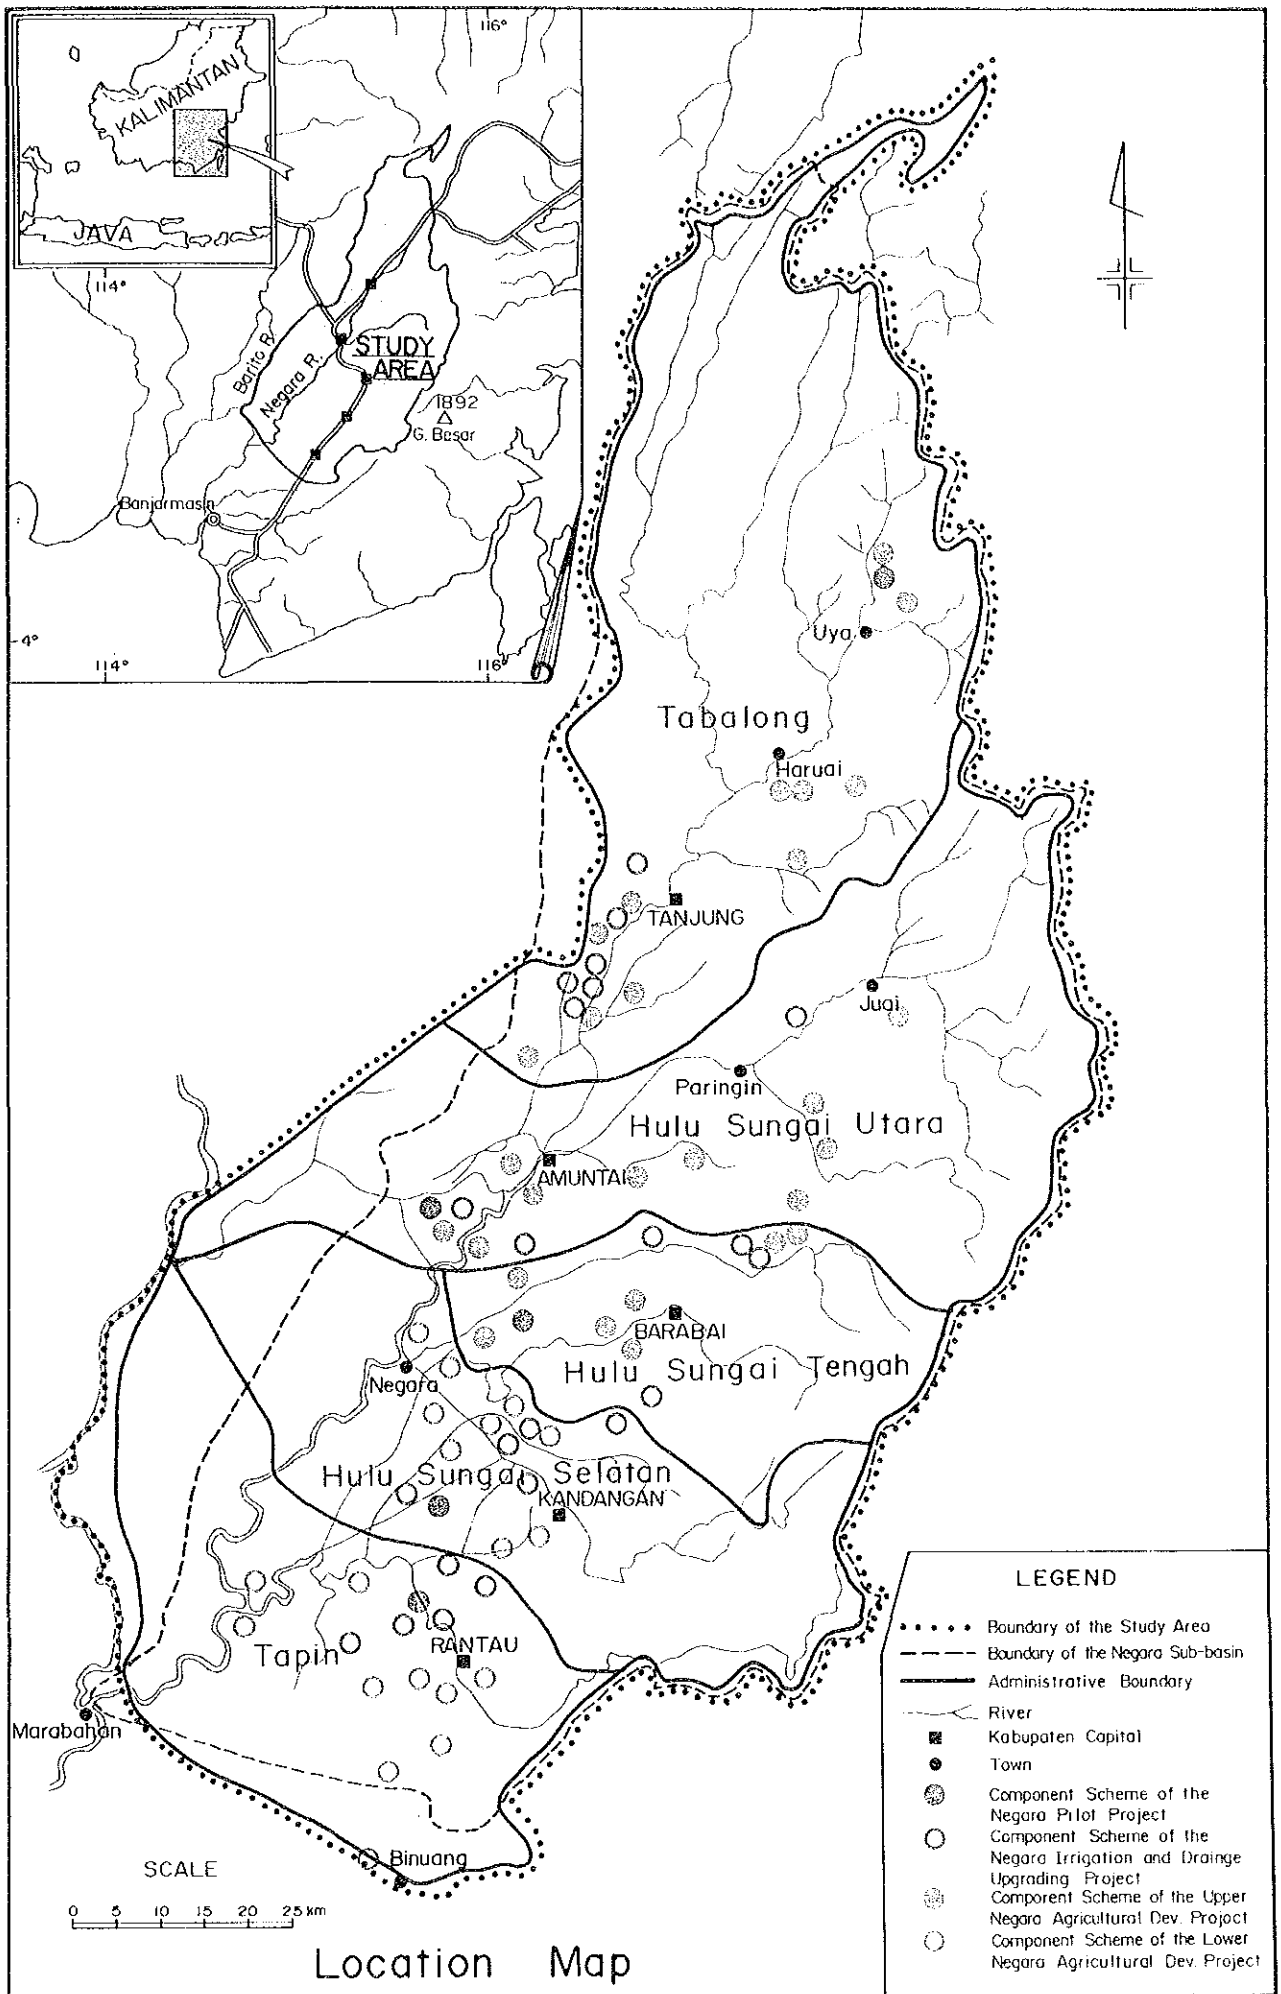 116°
KALIMANTAN
JAVA
114°
Barito R.
Negara R.
STUDY
AREA
1892
G. Besar
Banjarmasin
4°
114°
116°
Uya
Tabalong
Haruai
TANJUNG
Juai
Paringin
Hulu Sungai Utara
AMUNTAI
BARABAI
Hulu Sungai Tengah
Negara
Hulu Sungai Selatan
KANDANGAN
RANTAU
Tapin
Marabahan
Binuang
LEGEND
Boundary of the Study Area
Boundary of the Negara Sub-basin
Administrative Boundary
River
Kabupaten Capital
Town
Component Scheme of the
Negara Pilot Project
Component Scheme of the
Negara Irrigation and Drainge
Upgrading Project
Component Scheme of the Upper
Negara Agricultural Dev. Project
Component Scheme of the Lower
Negara Agricultural Dev. Project
SCALE
0 5 10 15 20 25 km
Location Map